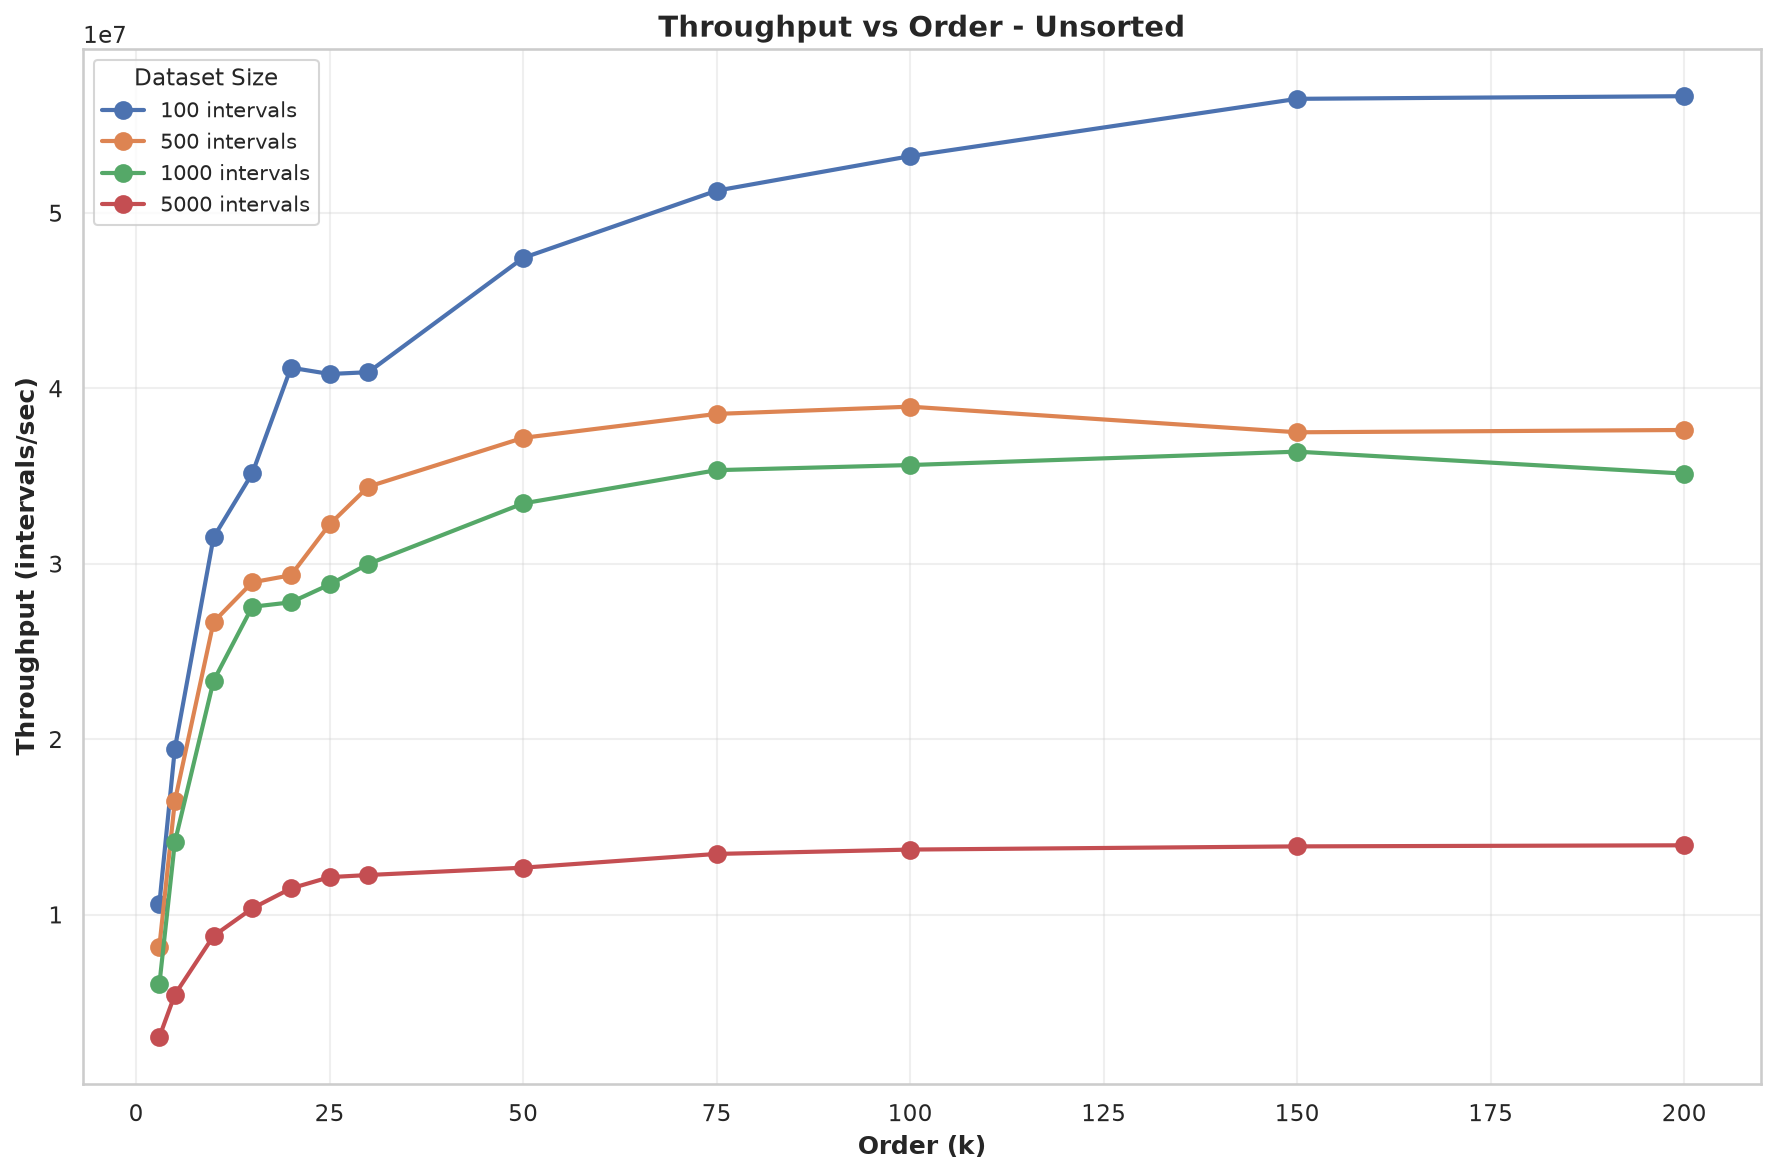 Throughput vs Order - Unsorted
1e7
Dataset Size
100 intervals
500 intervals
1000 intervals
5000 intervals
Throughput (intervals/sec)
5
4
3
2
1
0 25 50 75 100 125 150 175 200
Order (k)